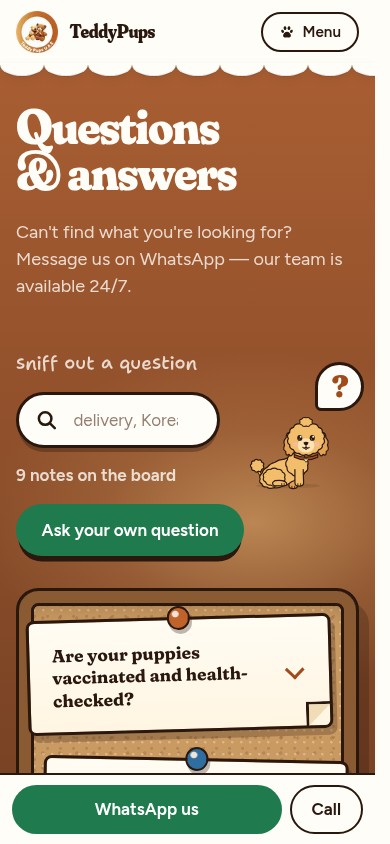 TeddyPups
Menu
Questions
& answers
Can't find what you're looking for?
Message us on WhatsApp — our team is
available 24/7.
sniff out a question
?
delivery, Korea
9 notes on the board
Ask your own question
Are your puppies
vaccinated and health-
checked?
WhatsApp us
Call